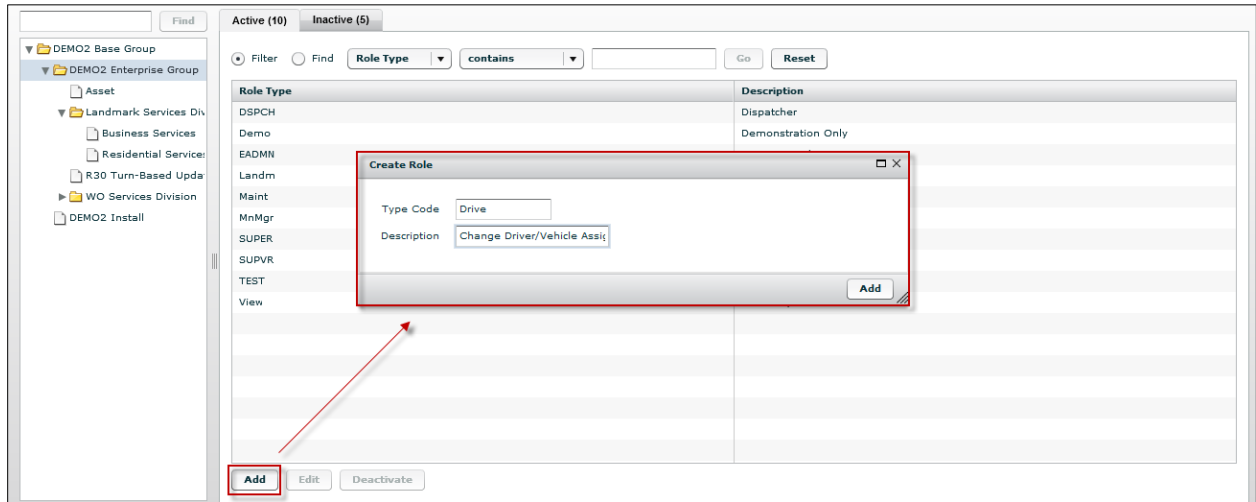 Find
Active (10) Inactive (5)
DEMO2 Base Group
DEMO2 Enterprise Group
Asset
Landmark Services Div
Business Services
Residential Services
R30 Turn-Based Upda
WO Services Division
DEMO2 Install
Filter Find Role Type contains Go Reset
Role Type Description
DSPCH Dispatcher
Demo Demonstration Only
EADMN
Landm
Maint
MnMgr
SUPER
SUPVR
TEST
View
Create Role
Type Code Drive
Description Change Driver/Vehicle Assig
Add
Add Edit Deactivate